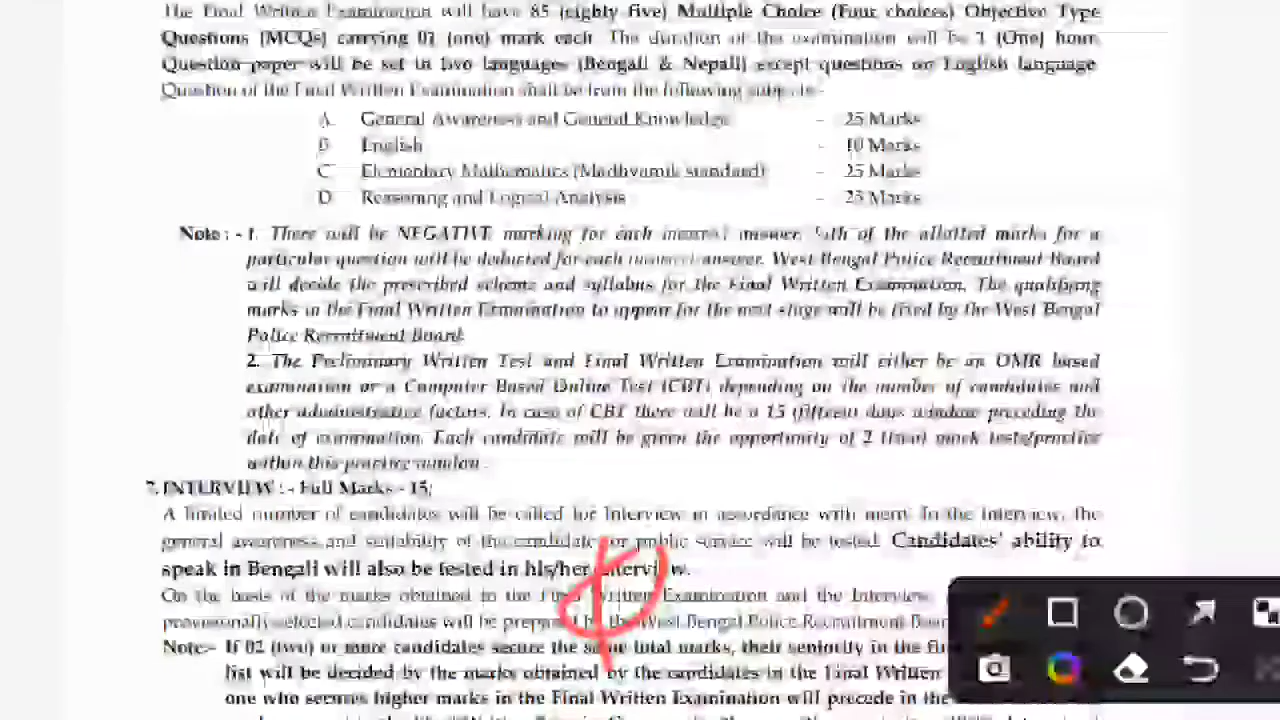 The Final Written Examination will have 85 (eighty five) Multiple Choice (Four choices) Objective Type
Questions (MCQs) carrying 01 (one) mark each. The duration of the examination will be 1 (One) hour.
Question paper will be set in two languages (Bengali & Nepali) except questions on English language.
Question of the Final Written Examination shall be from the following subjects:-
A. General Awareness and General Knowledge - 25 Marks
B. English - 10 Marks
C. Elementary Mathematics (Madhyamik standard) - 25 Marks
D. Reasoning and Logical Analysis - 25 Marks
Note: - 1. There will be NEGATIVE marking for each incorrect answer. ¼th of the allotted marks for a
particular question will be deducted for each incorrect answer. West Bengal Police Recruitment Board
will decide the prescribed scheme and syllabus for the Final Written Examination. The qualifying
marks in the Final Written Examination to appear for the next stage will be fixed by the West Bengal
Police Recruitment Board.
2. The Preliminary Written Test and Final Written Examination will either be an OMR based
examination or a Computer Based Online Test (CBT) depending on the number of candidates and
other administrative factors. In case of CBT there will be a 15 (fifteen) days window preceding the
date of examination. Each candidate will be given the opportunity of 2 (two) mock tests/practice
within this practice window.
7. INTERVIEW : - Full Marks - 15:
A limited number of candidates will be called for Interview in accordance with merit. In the Interview, the
general awareness and suitability of the candidate for public service will be tested. Candidates' ability to
speak in Bengali will also be tested in his/her interview.
On the basis of the marks obtained in the Final Written Examination and the Interview,
provisionally selected candidates will be prepared by the West Bengal Police Recruitment Board
Note:- If 02 (two) or more candidates secure the same total marks, their seniority in the
list will be decided by the marks obtained by the candidates in the Final Written
one who secures higher marks in the Final Written Examination will precede in the